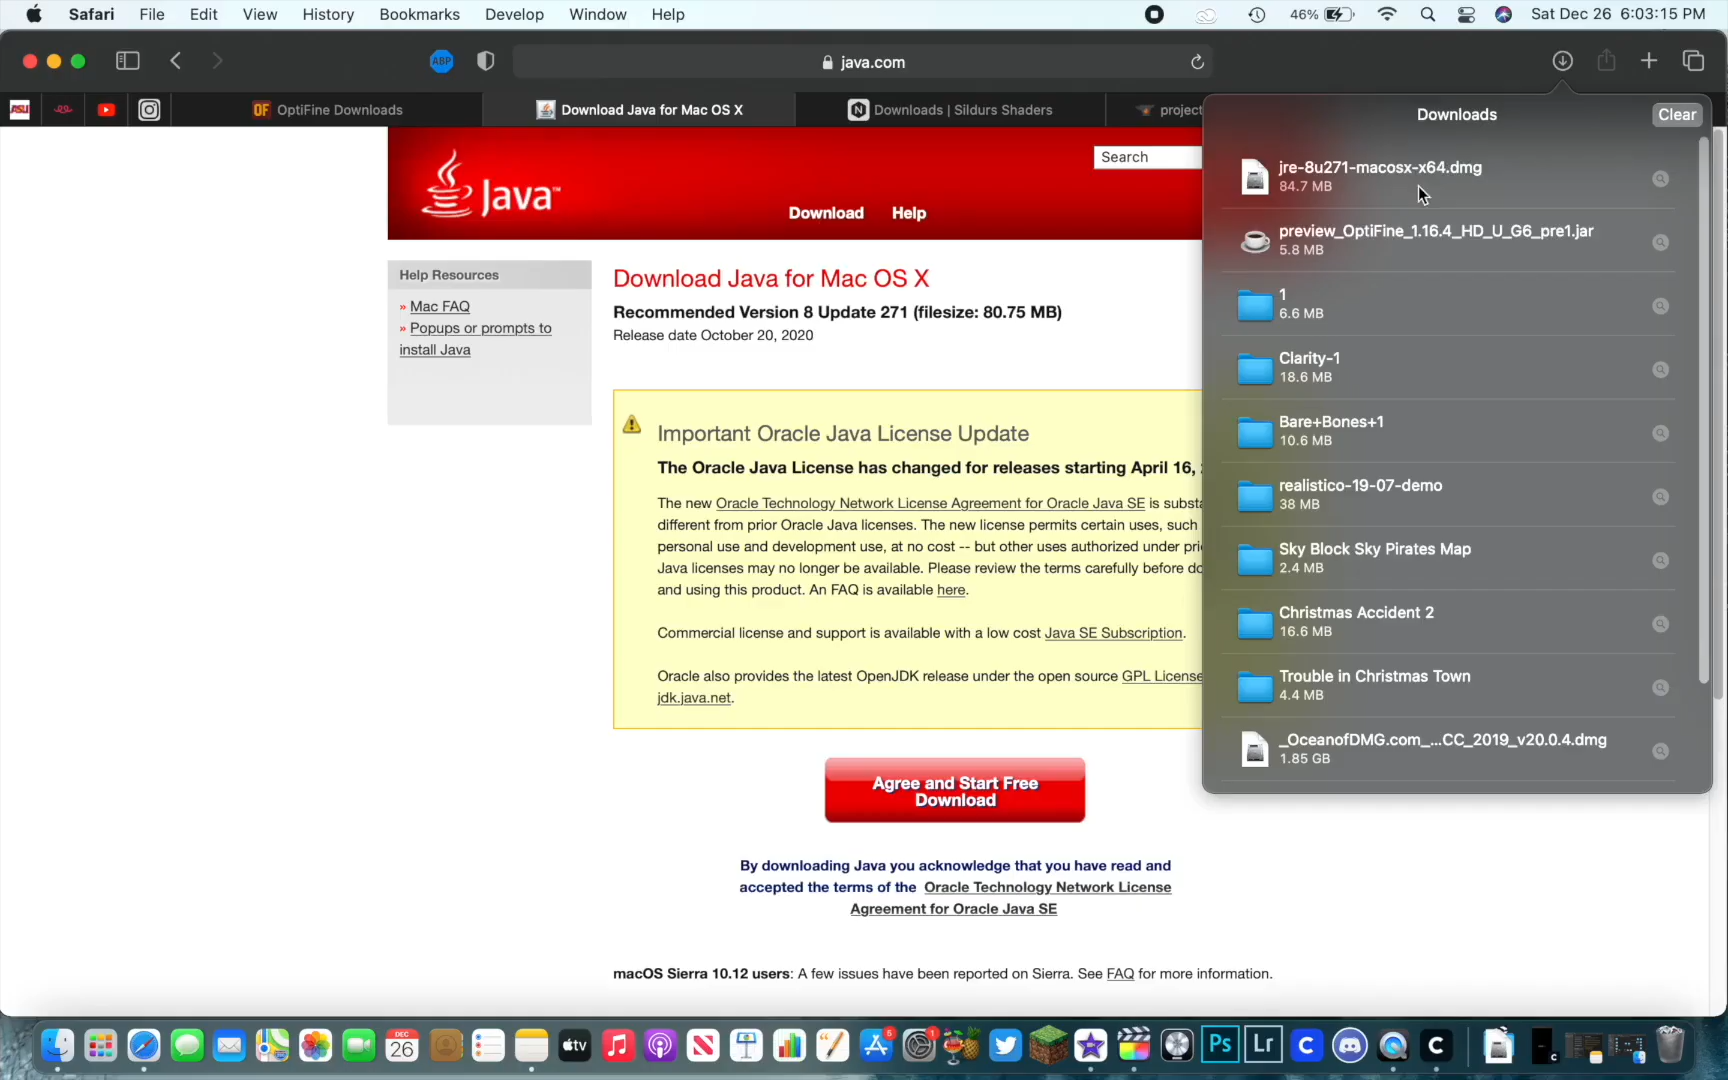 Safari File Edit View History Bookmarks Develop Window Help
46% Sat Dec 26 6:03:15 PM
ABP
java.com
ASU OF OptiFine Downloads
Download Java for Mac OS X
N Downloads | Sildurs Shaders
project
Downloads
Clear
jre-8u271-macosx-x64.dmg
84.7 MB
preview_OptiFine_1.16.4_HD_U_G6_pre1.jar
5.8 MB
1
6.6 MB
Clarity-1
18.6 MB
Bare+Bones+1
10.6 MB
realistico-19-07-demo
38 MB
Sky Block Sky Pirates Map
2.4 MB
Christmas Accident 2
16.6 MB
Trouble in Christmas Town
4.4 MB
_OceanofDMG.com_...CC_2019_v20.0.4.dmg
1.85 GB
Java™
Search
Download Help
Help Resources
» Mac FAQ
» Popups or prompts to
install Java
Download Java for Mac OS X
Recommended Version 8 Update 271 (filesize: 80.75 MB)
Release date October 20, 2020
Important Oracle Java License Update
The Oracle Java License has changed for releases starting April 16,
The new Oracle Technology Network License Agreement for Oracle Java SE is substa
different from prior Oracle Java licenses. The new license permits certain uses, such
personal use and development use, at no cost -- but other uses authorized under pri
Java licenses may no longer be available. Please review the terms carefully before do
and using this product. An FAQ is available here.
Commercial license and support is available with a low cost Java SE Subscription.
Oracle also provides the latest OpenJDK release under the open source GPL License
jdk.java.net.
Agree and Start Free
Download
By downloading Java you acknowledge that you have read and
accepted the terms of the Oracle Technology Network License
Agreement for Oracle Java SE
macOS Sierra 10.12 users: A few issues have been reported on Sierra. See FAQ for more information.
DEC
26
tv
5
1
Ps
Lr
C
C